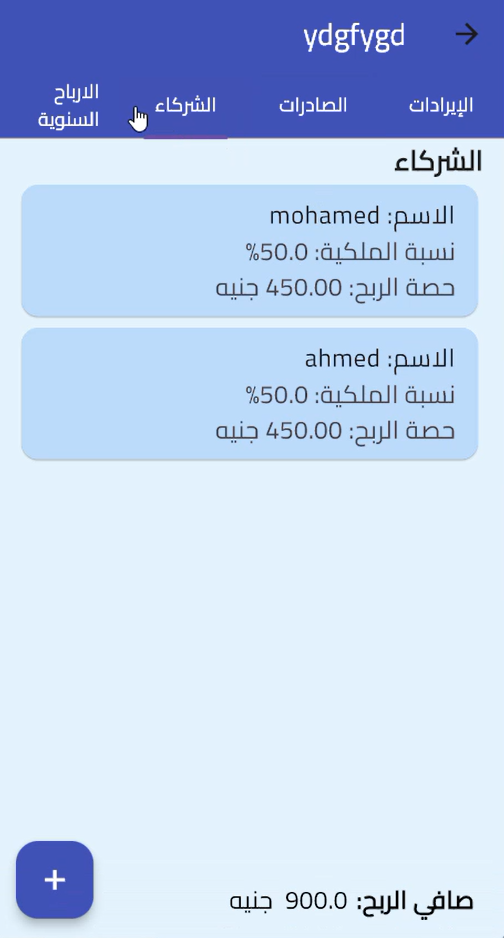 ydgfygd
الإيرادات
الصادرات
الشركاء
الارباح
السنوية
الشركاء
الاسم: mohamed
نسبة الملكية: 50.0%
حصة الربح: 450.00 جنيه
الاسم: ahmed
نسبة الملكية: 50.0%
حصة الربح: 450.00 جنيه
صافي الربح: 900.0 جنيه
+